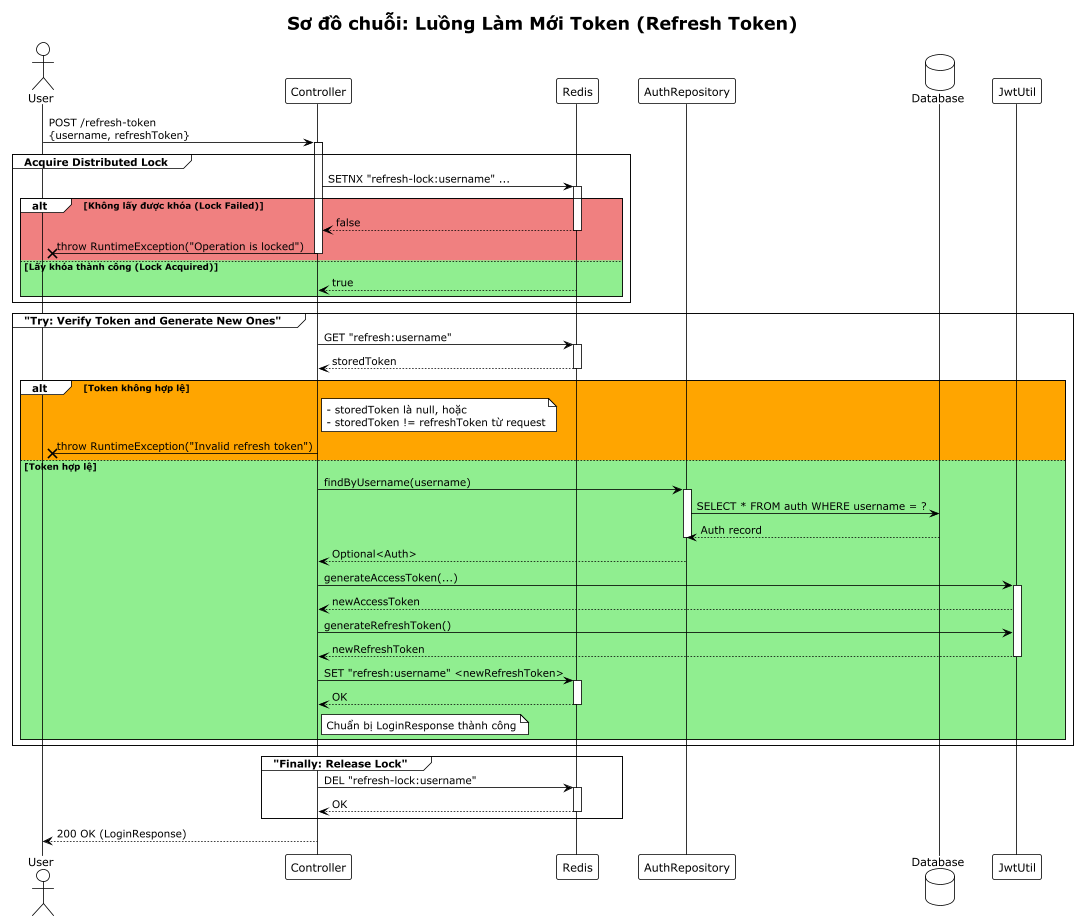 Sơ đồ chuỗi: Luồng Làm Mới Token (Refresh Token)
User
Controller
Redis
AuthRepository
Database
JwtUtil
POST /refresh-token
{username, refreshToken}
Acquire Distributed Lock
SETNX "refresh-lock:username" ...
alt
[Không lấy được khóa (Lock Failed)]
false
throw RuntimeException("Operation is locked")
[Lấy khóa thành công (Lock Acquired)]
true
"Try: Verify Token and Generate New Ones"
GET "refresh:username"
storedToken
alt
[Token không hợp lệ]
- storedToken là null, hoặc
- storedToken != refreshToken từ request
throw RuntimeException("Invalid refresh token")
[Token hợp lệ]
findByUsername(username)
SELECT * FROM auth WHERE username = ?
Auth record
Optional<Auth>
generateAccessToken(...)
newAccessToken
generateRefreshToken()
newRefreshToken
SET "refresh:username" <newRefreshToken>
OK
Chuẩn bị LoginResponse thành công
"Finally: Release Lock"
DEL "refresh-lock:username"
OK
200 OK (LoginResponse)
User
Controller
Redis
AuthRepository
Database
JwtUtil